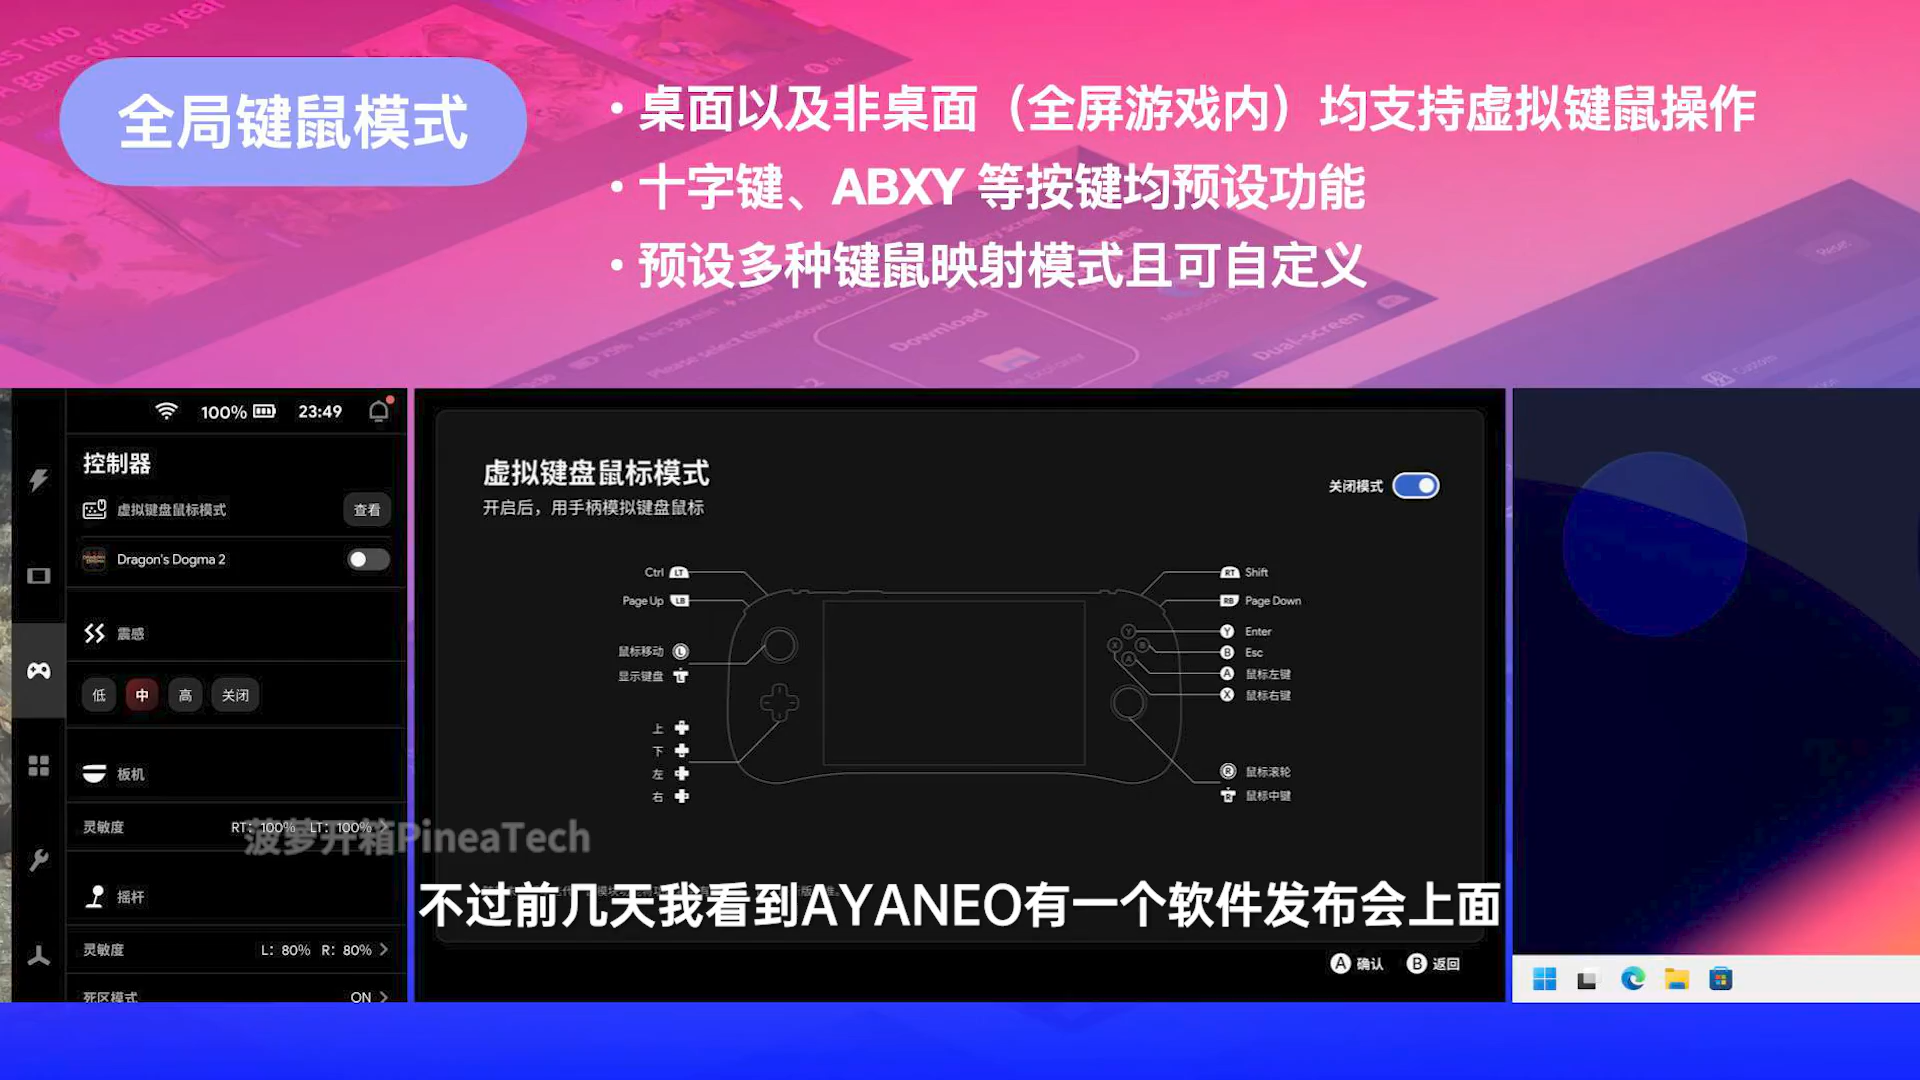 全局键鼠模式
• 桌面以及非桌面（全屏游戏内）均支持虚拟键鼠操作
• 十字键、ABXY 等按键均预设功能
• 预设多种键鼠映射模式且可自定义
Download
Dual-screen
Custom
App
100% 23:49
控制器
虚拟键盘鼠标模式 查看
Dragon's Dogma 2
震感
低 中 高 关闭
板机
灵敏度 RT: 100% LT: 100% >
摇杆
灵敏度 L: 80% R: 80% >
死区模式 ON >
虚拟键盘鼠标模式
开启后，用手柄模拟键盘鼠标
关闭模式
Ctrl LT
Page Up LB
鼠标移动 L
显示键盘 L
上
下
左
右
RT Shift
RB Page Down
Y Enter
B Esc
A 鼠标左键
X 鼠标右键
R 鼠标滚轮
R 鼠标中键
Y
X B
A
菠萝开箱PineaTech
不过前几天我看到AYANEO有一个软件发布会上面
A 确认 B 返回